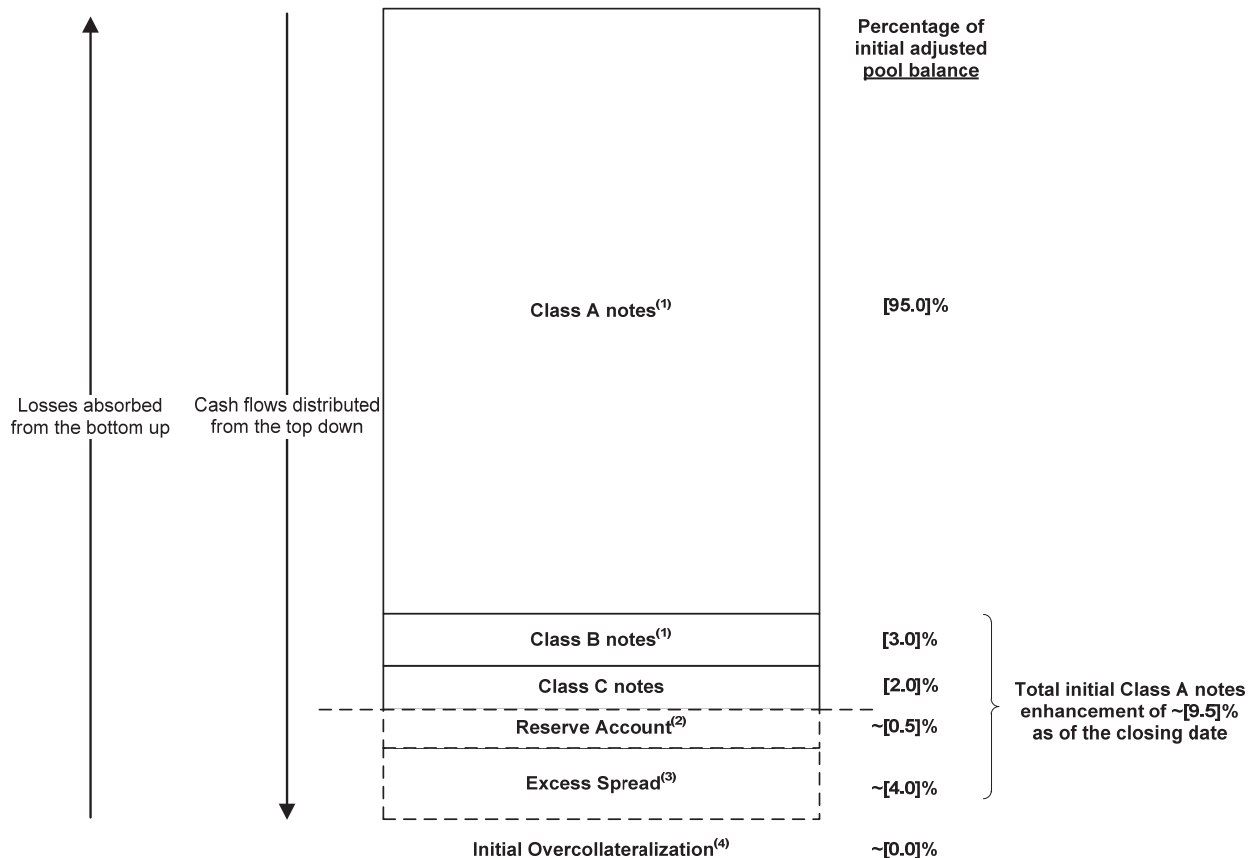 Percentage of
initial adjusted
pool balance
Class A notes(1)
[95.0]%
Losses absorbed
from the bottom up
Cash flows distributed
from the top down
Class B notes(1)
[3.0]%
Class C notes
[2.0]%
Reserve Account(2)
~[0.5]%
Excess Spread(3)
~[4.0]%
Total initial Class A notes
enhancement of ~[9.5]%
as of the closing date
Initial Overcollateralization(4)
~[0.0]%